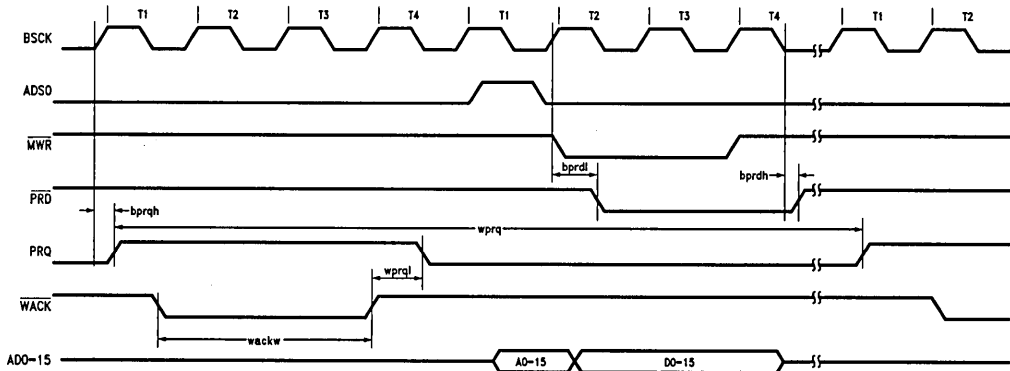 T1 T2 T3 T4 T1 T2 T3 T4 T1 T2
BSCK
ADS0
MWR
bprdl
bprdh
PRD
bprqh
wprq
PRQ
wprql
WACK
wackw
AD0-15
A0-15
D0-15